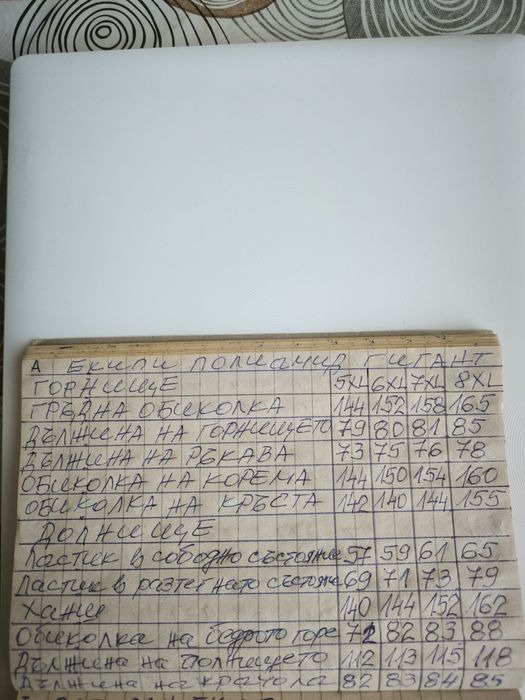 А ЕКИПИ ПОЛИАМИД ГИГАНТ
ГОРНИЩЕ 5XL 6XL 7XL 8XL
ГРЪДНА ОБИКОЛКА 144 152 158 165
ДЪЛЖИНА НА ГОРНИЩЕТО 79 80 81 85
ДЪЛЖИНА НА РЪКАВА 73 75 76 78
ОБИКОЛКА НА КОРЕМА 144 150 154 160
ОБИКОЛКА НА КРЪСТА 142 140 144 155
ДОЛНИЩЕ
Ластик в сободно състояние 57 59 61 65
Ластик в разтегнато състояние 69 71 73 79
Ханш 140 144 152 162
Обиколка на бедрото горе 72 82 83 88
Дължина на долнището 112 113 115 118
Дължина на крачола 82 83 84 85